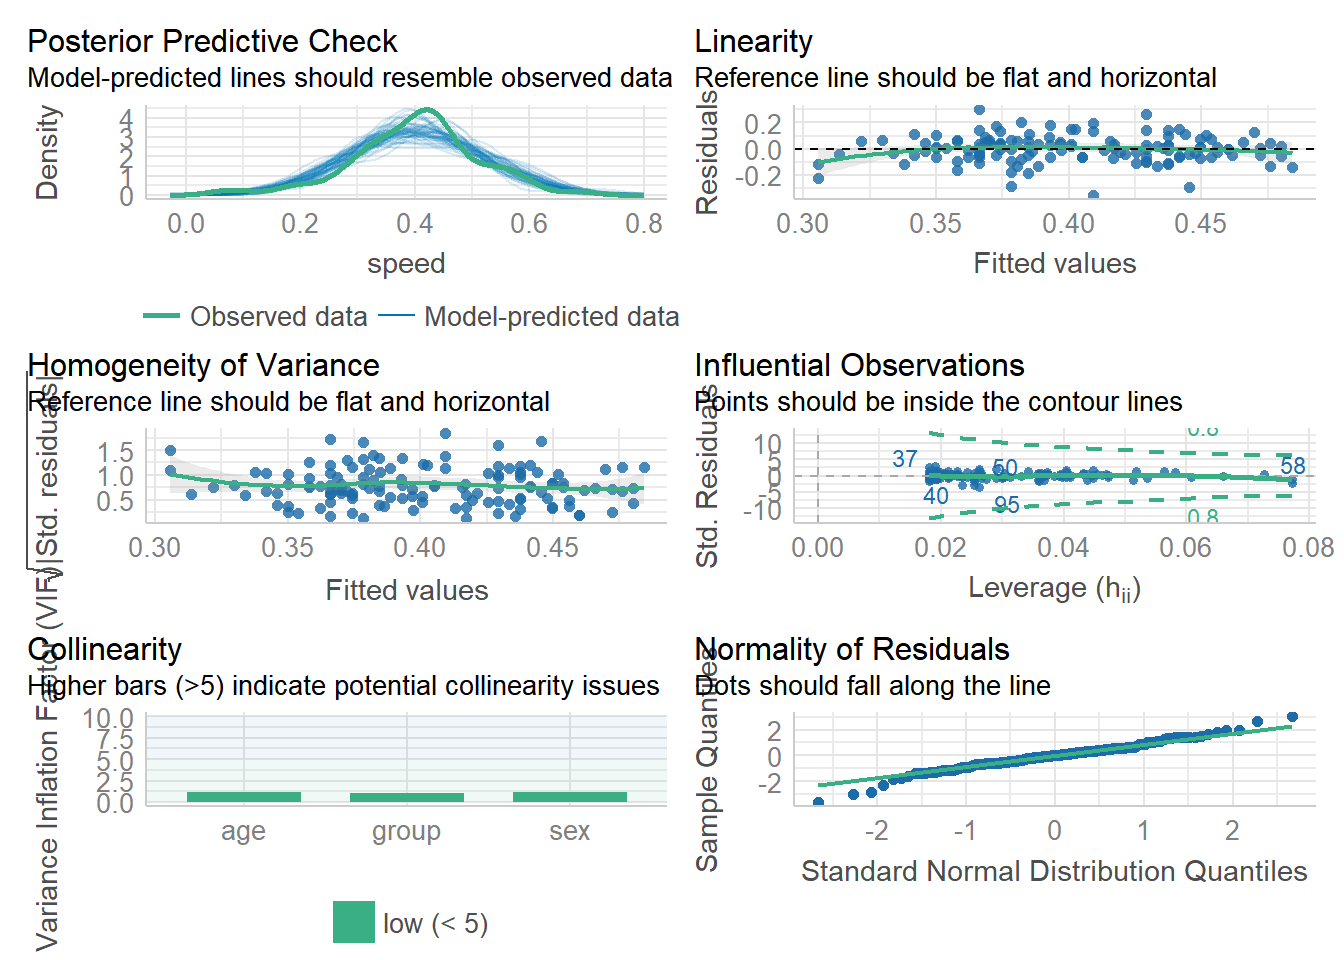 Posterior Predictive Check
Model-predicted lines should resemble observed data
Density
4
3
2
1
0
0.0 0.2 0.4 0.6 0.8
speed
Observed data Model-predicted data
Linearity
Reference line should be flat and horizontal
Residuals
0.2
0.0
-0.2
0.30 0.35 0.40 0.45
Fitted values
Homogeneity of Variance
Reference line should be flat and horizontal
√|Std. residuals|
1.5
1.0
0.5
0.30 0.35 0.40 0.45
Fitted values
Influential Observations
Points should be inside the contour lines
Std. Residuals
10
5
0
-5
-10
0.8
37 50 58
40 95
0.8
0.00 0.02 0.04 0.06 0.08
Leverage (hii)
Collinearity
Higher bars (>5) indicate potential collinearity issues
Variance Inflation Factor (VIF)
10.0
7.5
5.0
2.5
0.0
age group sex
low (< 5)
Normality of Residuals
Dots should fall along the line
Sample Quantiles
2
0
-2
-2 -1 0 1 2
Standard Normal Distribution Quantiles